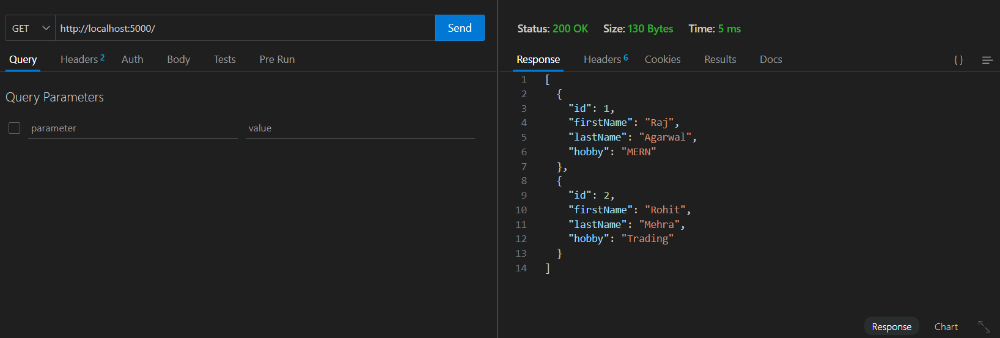 GET http://localhost:5000/ Send
Query Headers 2 Auth Body Tests Pre Run
Query Parameters
parameter value
Status: 200 OK Size: 130 Bytes Time: 5 ms
Response Headers 6 Cookies Results Docs { }
1 [
2 {
3 "id": 1,
4 "firstName": "Raj",
5 "lastName": "Agarwal",
6 "hobby": "MERN"
7 },
8 {
9 "id": 2,
10 "firstName": "Rohit",
11 "lastName": "Mehra",
12 "hobby": "Trading"
13 }
14 ]
Response Chart